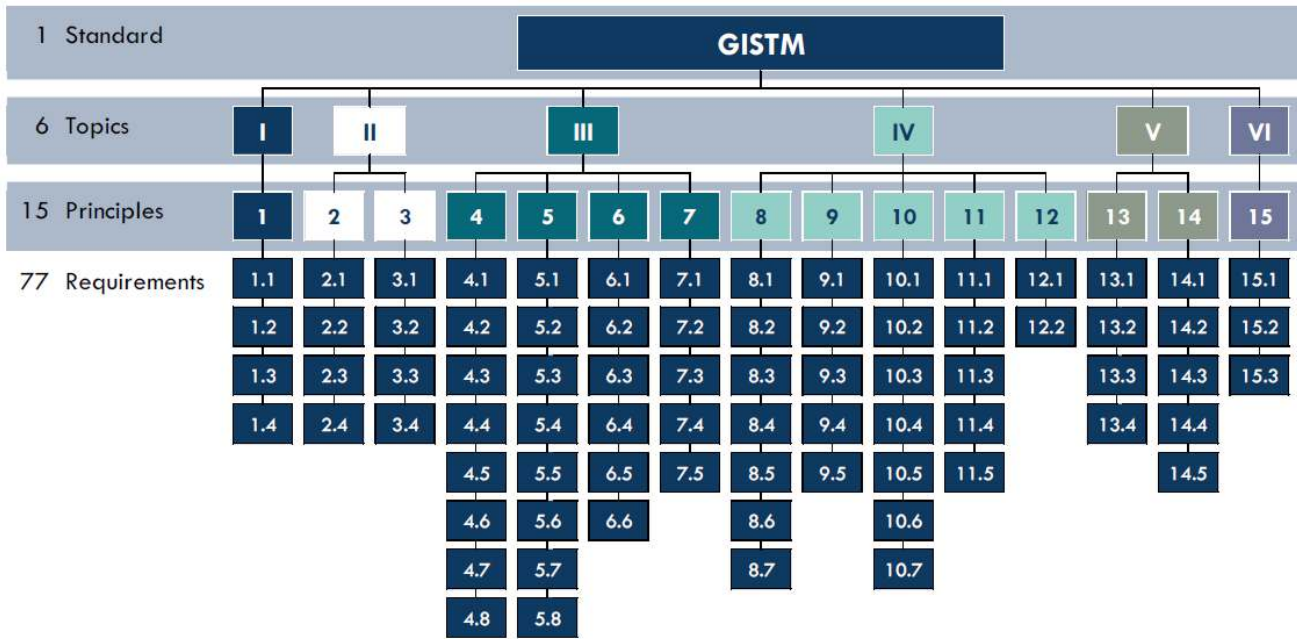 1 Standard GISTM
6 Topics I II III IV V VI
15 Principles 1 2 3 4 5 6 7 8 9 10 11 12 13 14 15
77 Requirements 1.1 2.1 3.1 4.1 5.1 6.1 7.1 8.1 9.1 10.1 11.1 12.1 13.1 14.1 15.1
1.2 2.2 3.2 4.2 5.2 6.2 7.2 8.2 9.2 10.2 11.2 12.2 13.2 14.2 15.2
1.3 2.3 3.3 4.3 5.3 6.3 7.3 8.3 9.3 10.3 11.3 13.3 14.3 15.3
1.4 2.4 3.4 4.4 5.4 6.4 7.4 8.4 9.4 10.4 11.4 13.4 14.4
4.5 5.5 6.5 7.5 8.5 9.5 10.5 11.5 14.5
4.6 5.6 6.6 8.6 10.6
4.7 5.7 8.7 10.7
4.8 5.8